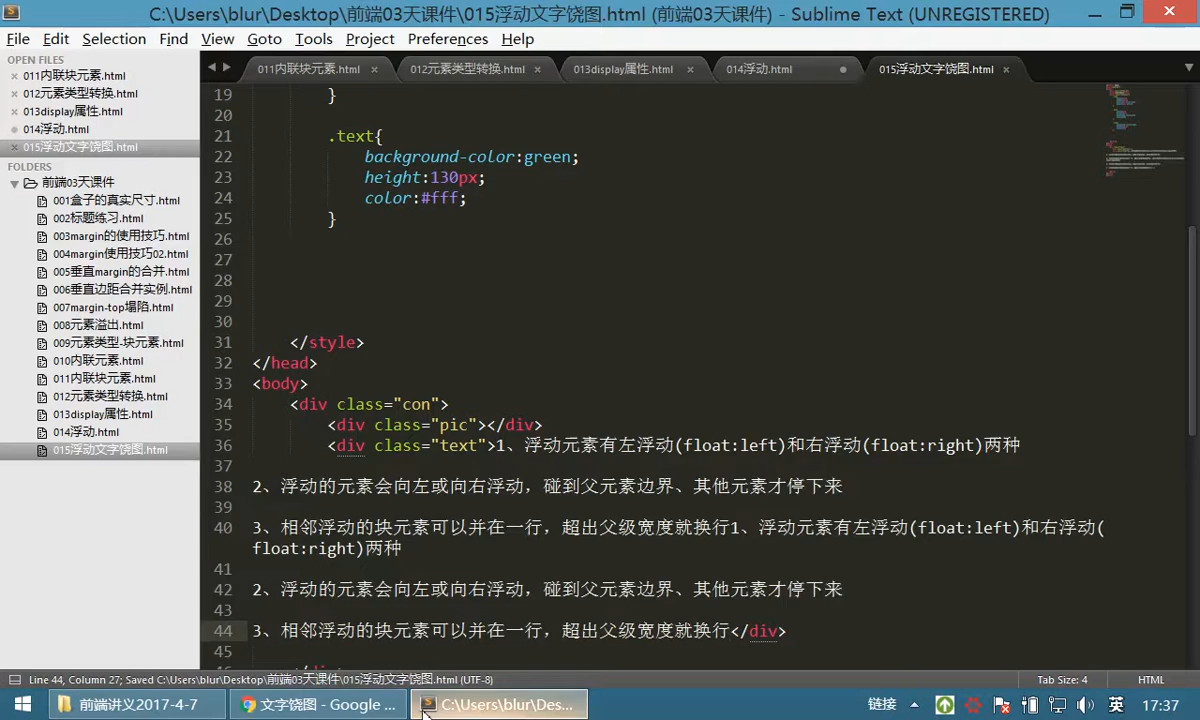 C:\Users\blur\Desktop\前端03天课件\015浮动文字饶图.html (前端03天课件) - Sublime Text (UNREGISTERED)
File Edit Selection Find View Goto Tools Project Preferences Help
OPEN FILES
011内联块元素.html
012元素类型转换.html
013display属性.html
014浮动.html
015浮动文字饶图.html
FOLDERS
前端03天课件
001盒子的真实尺寸.html
002标题练习.html
003margin的使用技巧.html
004margin使用技巧02.html
005垂直margin的合并.html
006垂直边距合并实例.html
007margin-top塌陷.html
008元素溢出.html
009元素类型-块元素.html
010内联元素.html
011内联块元素.html
012元素类型转换.html
013display属性.html
014浮动.html
015浮动文字饶图.html
011内联块元素.html 012元素类型转换.html 013display属性.html 014浮动.html 015浮动文字饶图.html
19 }
20
21 .text{
22 background-color:green;
23 height:130px;
24 color:#fff;
25 }
26
27
28
29
30
31 </style>
32 </head>
33 <body>
34 <div class="con">
35 <div class="pic"></div>
36 <div class="text">1、浮动元素有左浮动(float:left)和右浮动(float:right)两种
37
38 2、浮动的元素会向左或向右浮动，碰到父元素边界、其他元素才停下来
39
40 3、相邻浮动的块元素可以并在一行，超出父级宽度就换行1、浮动元素有左浮动(float:left)和右浮动(
float:right)两种
41
42 2、浮动的元素会向左或向右浮动，碰到父元素边界、其他元素才停下来
43
44 3、相邻浮动的块元素可以并在一行，超出父级宽度就换行</div>
45
Line 44, Column 27; Saved C:\Users\blur\Desktop\前端03天课件\015浮动文字饶图.html (UTF-8) Tab Size: 4 HTML
前端讲义2017-4-7 文字饶图 - Google ... C:\Users\blur\Des... 链接 英 17:37